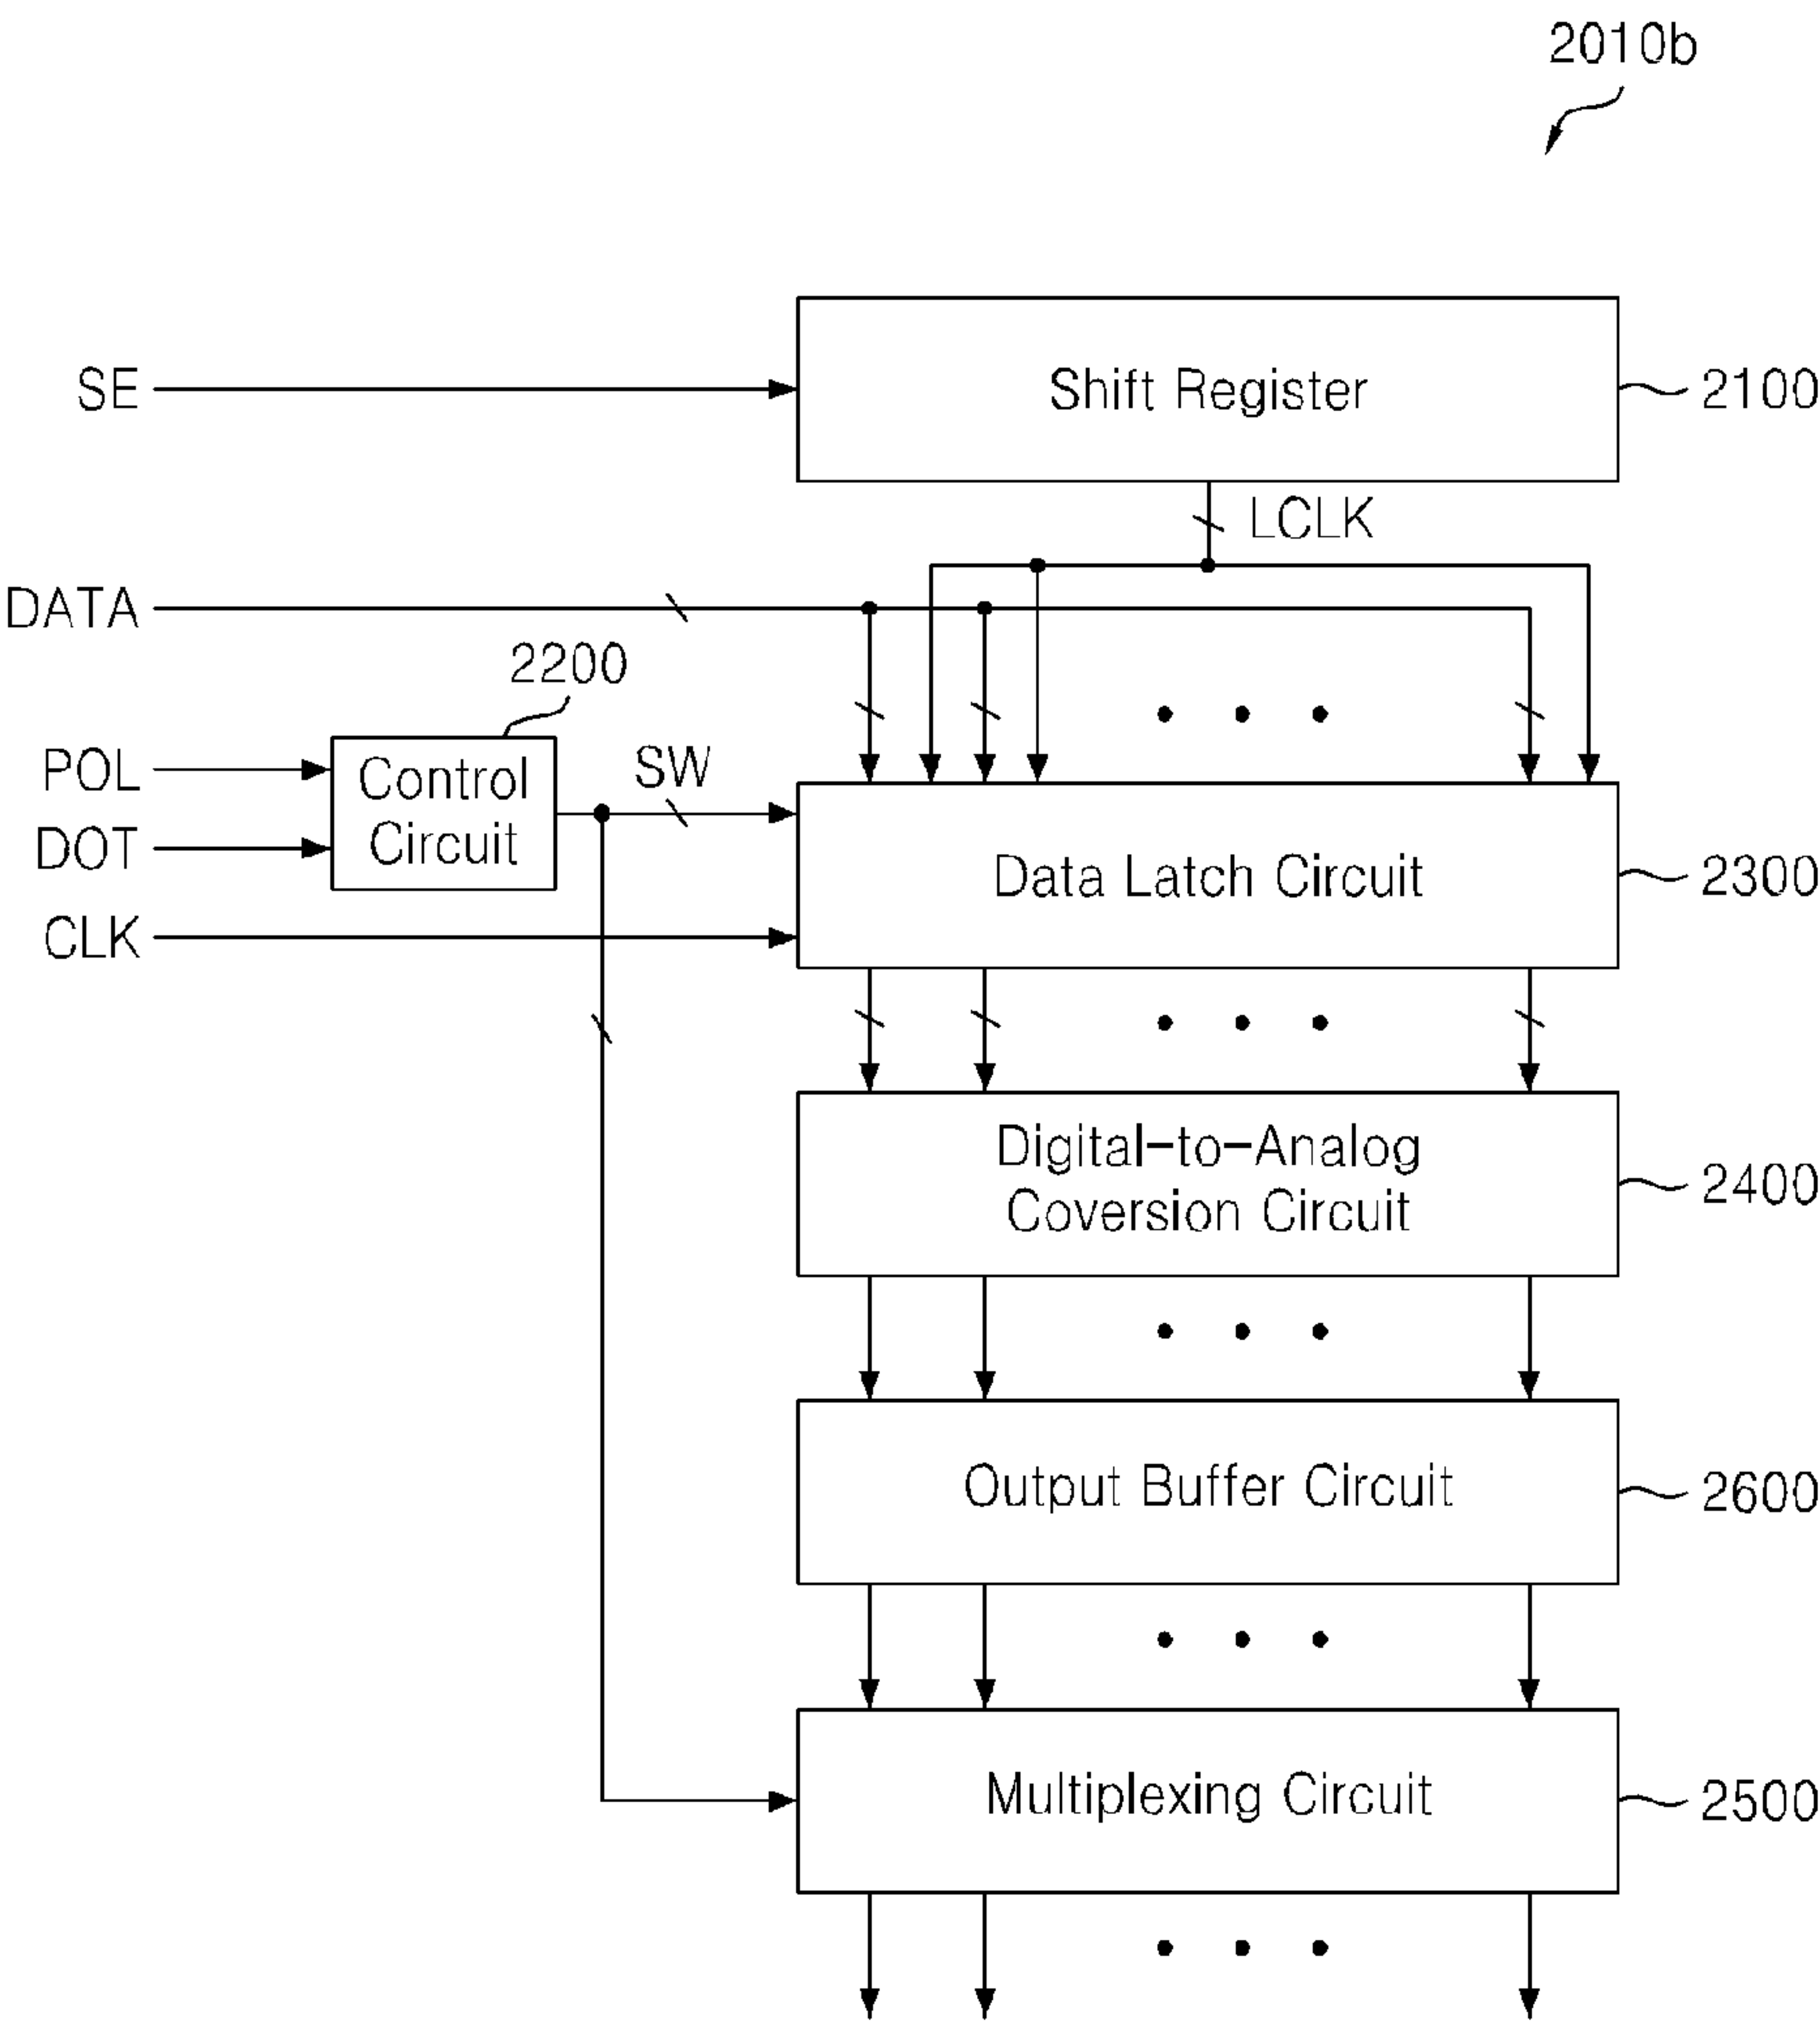 2010b
SE
Shift Register
2100
LCLK
DATA
2200
POL
Control
Circuit
SW
DOT
Data Latch Circuit
2300
CLK
Digital-to-Analog
Coversion Circuit
2400
Output Buffer Circuit
2600
Multiplexing Circuit
2500